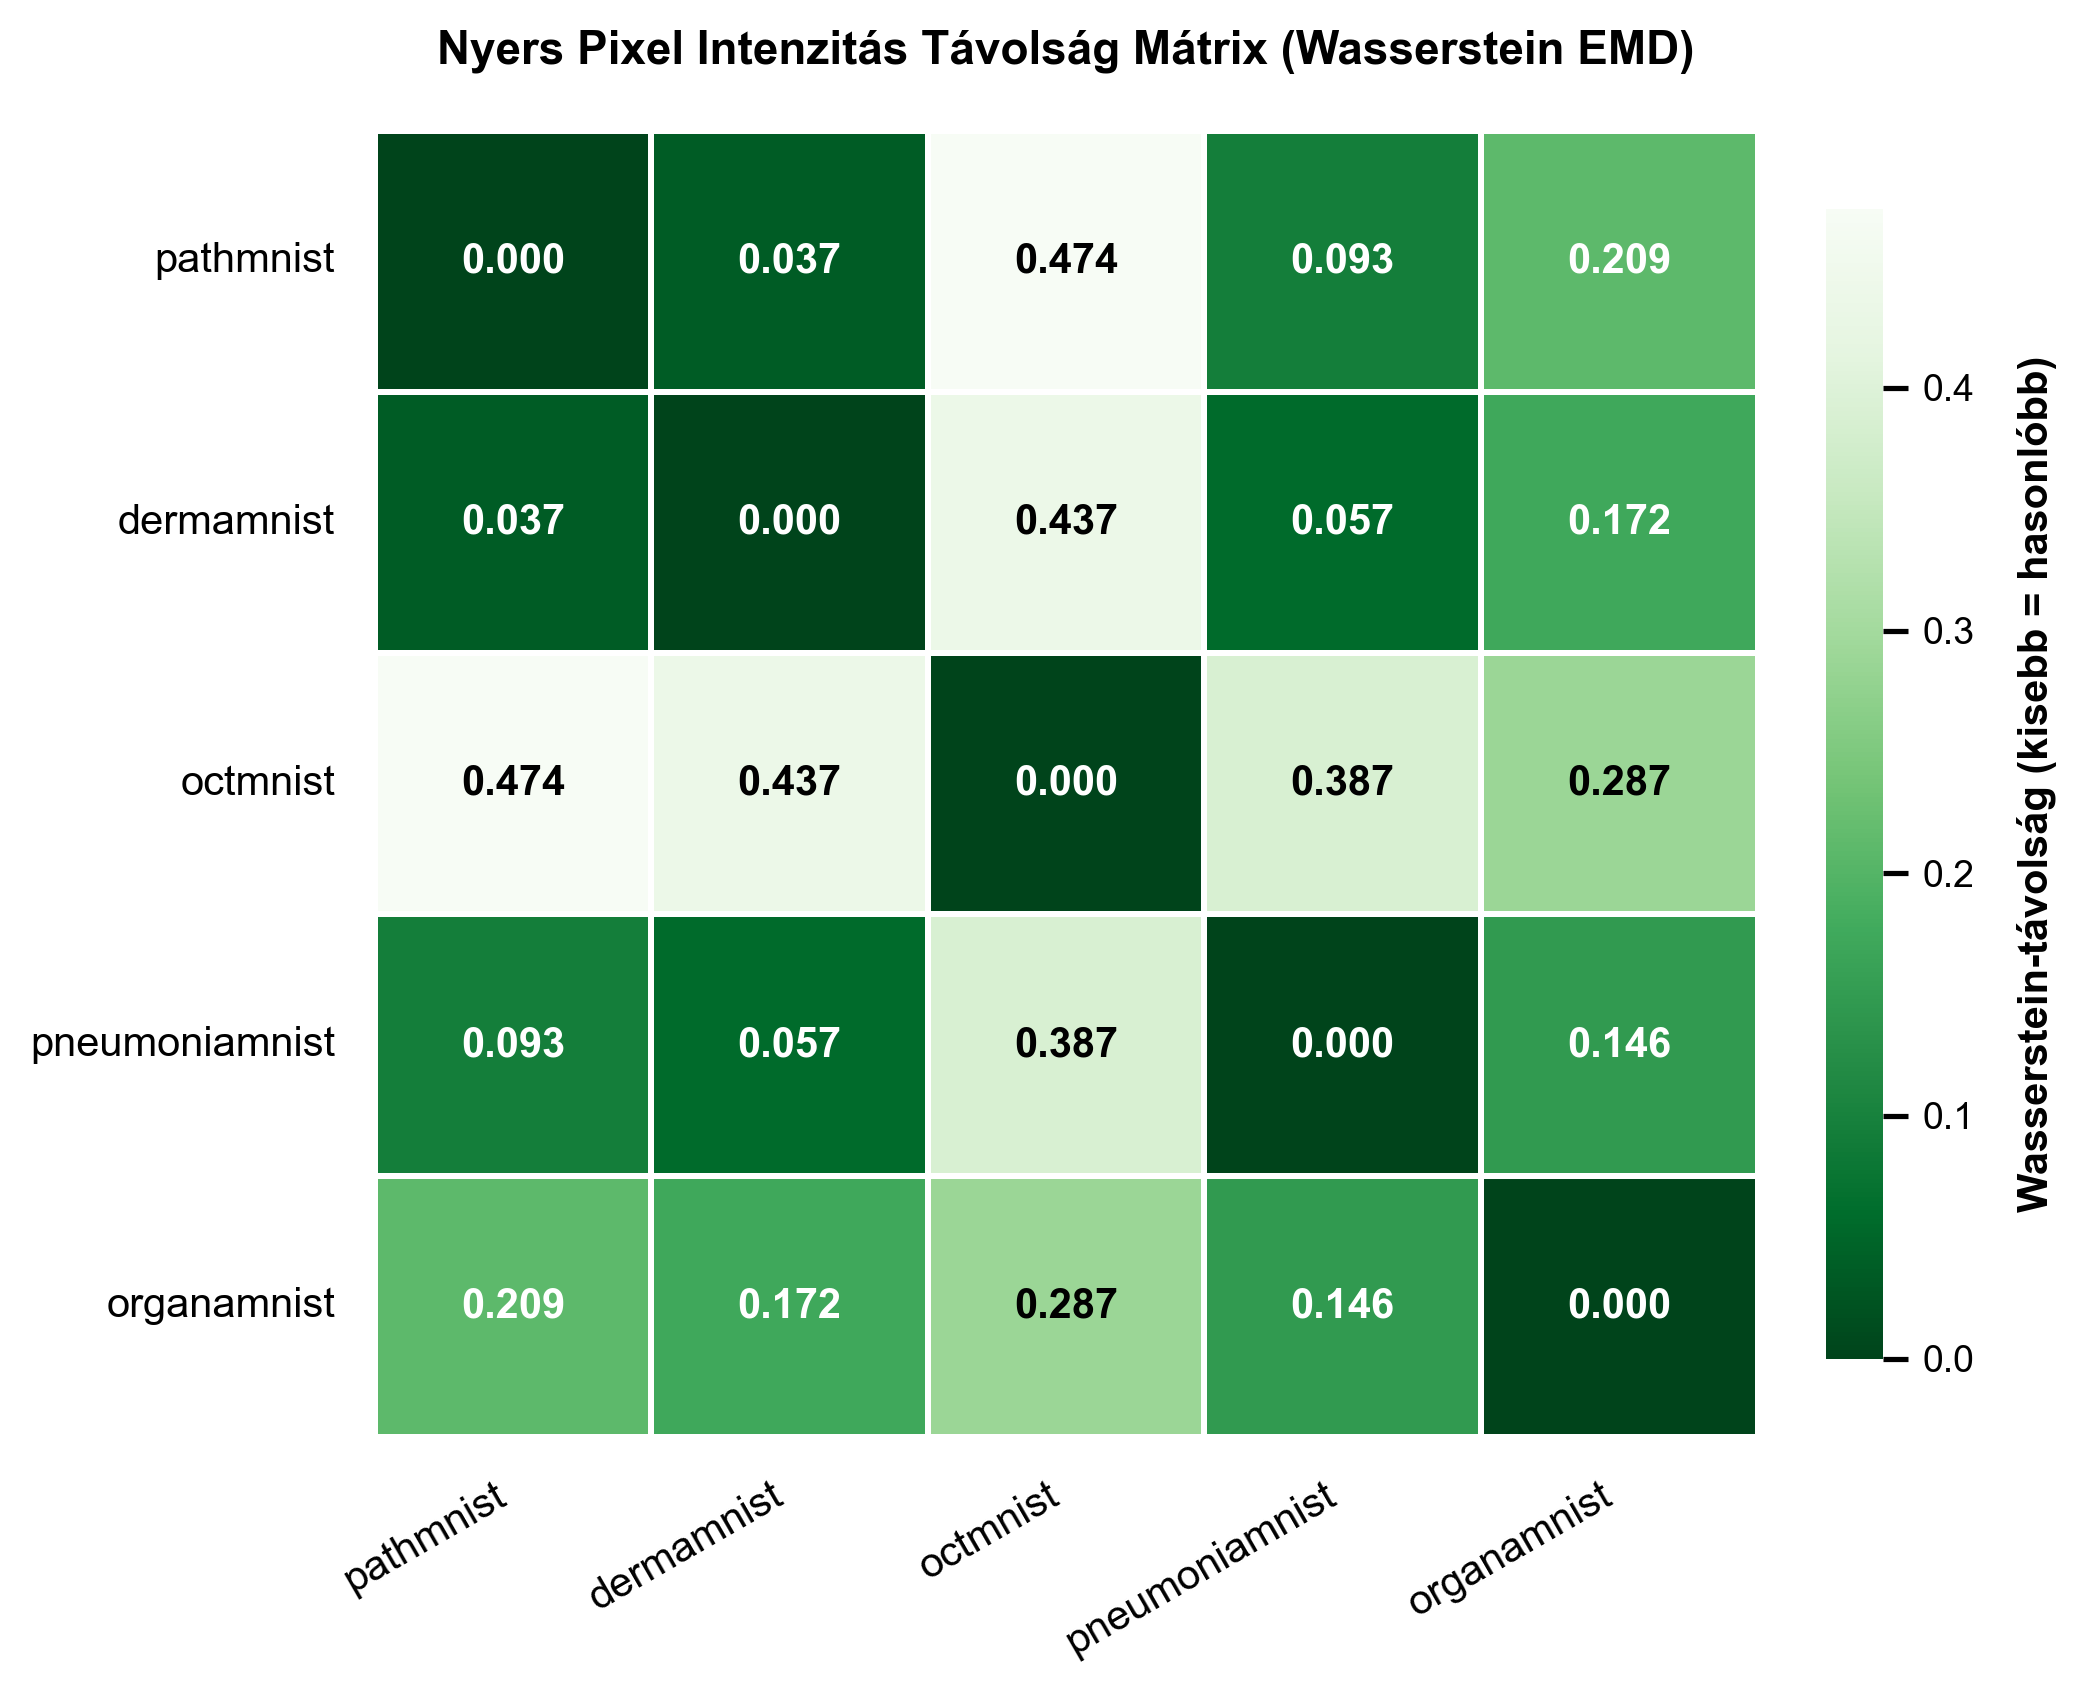 Nyers Pixel Intenzitás Távolság Mátrix (Wasserstein EMD)
pathmnist 0.000 0.037 0.474 0.093 0.209
dermamnist 0.037 0.000 0.437 0.057 0.172
octmnist 0.474 0.437 0.000 0.387 0.287
pneumoniamnist 0.093 0.057 0.387 0.000 0.146
organamnist 0.209 0.172 0.287 0.146 0.000
pathmnist dermamnist octmnist pneumoniamnist organamnist
0.4
0.3
0.2
0.1
0.0
Wasserstein-távolság (kisebb = hasonlóbb)